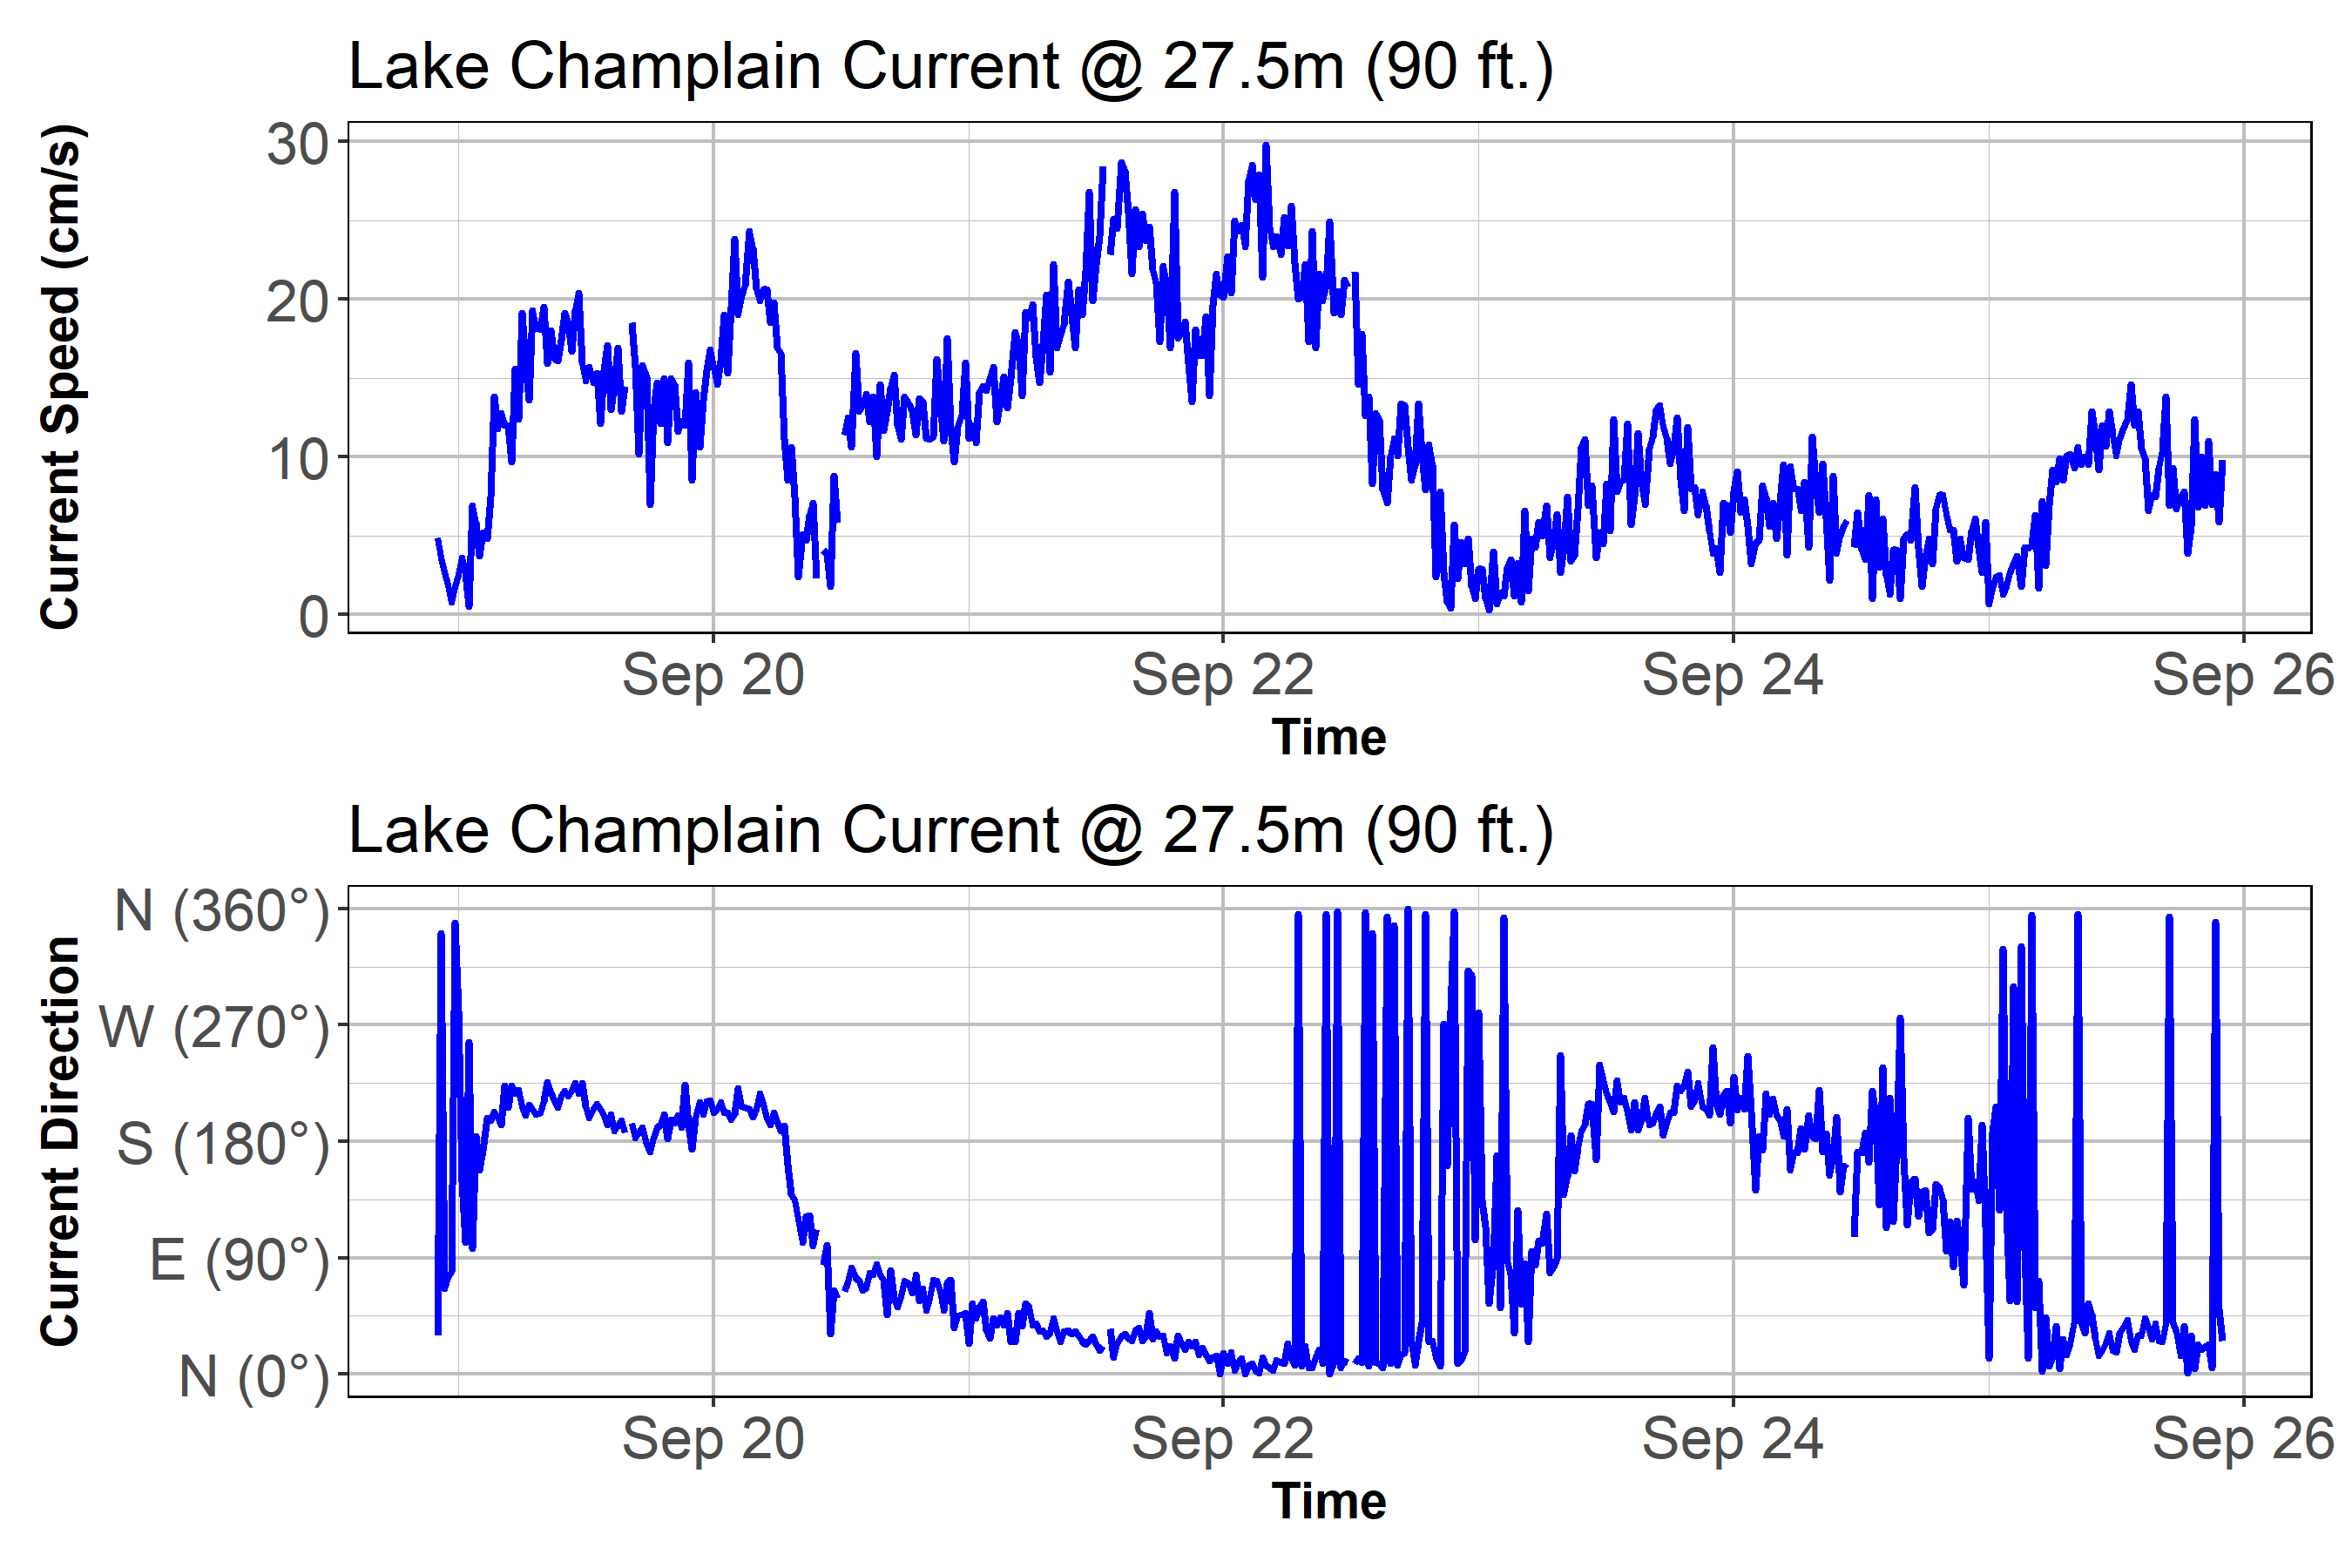 Lake Champlain Current @ 27.5m (90 ft.)
Current Speed (cm/s)
30
20
10
0
Sep 20 Sep 22 Sep 24 Sep 26
Time
Lake Champlain Current @ 27.5m (90 ft.)
Current Direction
N (360°)
W (270°)
S (180°)
E (90°)
N (0°)
Sep 20 Sep 22 Sep 24 Sep 26
Time